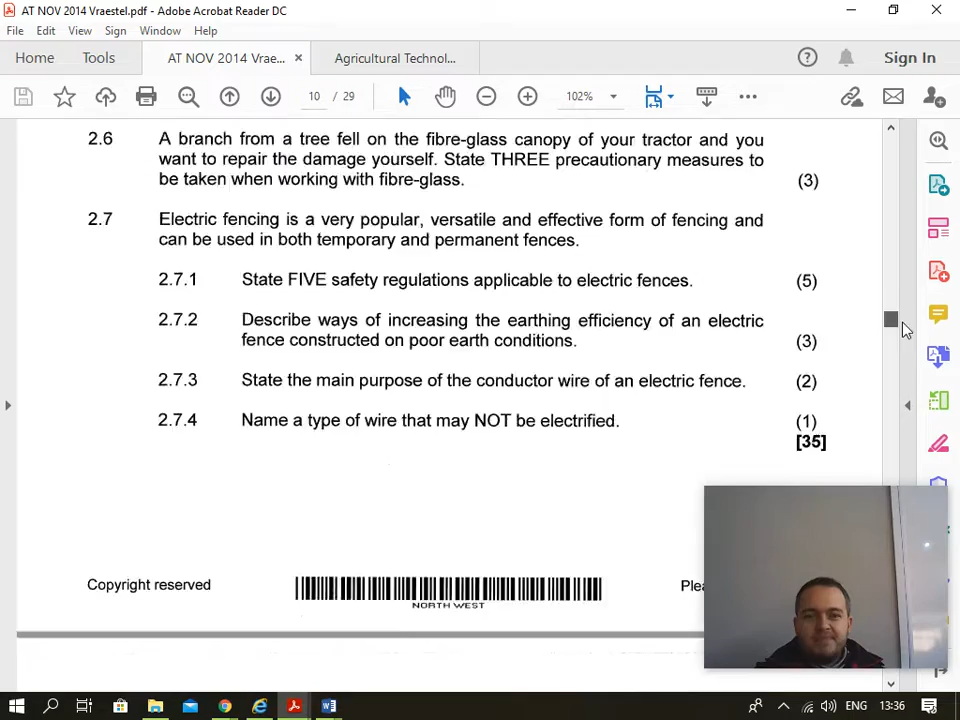 AT NOV 2014 Vraestel.pdf - Adobe Acrobat Reader DC
File Edit View Sign Window Help
Home Tools AT NOV 2014 Vrae... Agricultural Technol... Sign In
10 / 29 102%
2.6 A branch from a tree fell on the fibre-glass canopy of your tractor and you
want to repair the damage yourself. State THREE precautionary measures to
be taken when working with fibre-glass. (3)
2.7 Electric fencing is a very popular, versatile and effective form of fencing and
can be used in both temporary and permanent fences.
2.7.1 State FIVE safety regulations applicable to electric fences. (5)
2.7.2 Describe ways of increasing the earthing efficiency of an electric
fence constructed on poor earth conditions. (3)
2.7.3 State the main purpose of the conductor wire of an electric fence. (2)
2.7.4 Name a type of wire that may NOT be electrified. (1)
[35]
Copyright reserved Ple
NORTH WEST
ENG 13:36